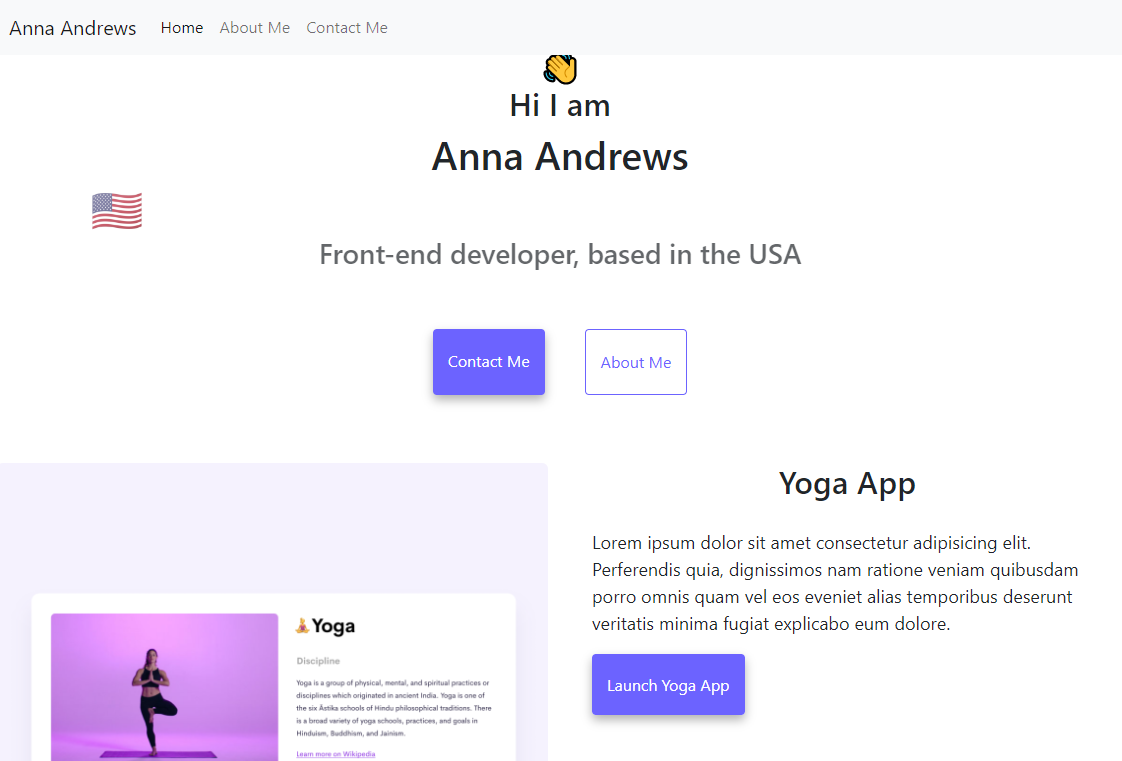 Anna Andrews Home About Me Contact Me
Hi I am
Anna Andrews
Front-end developer, based in the USA
Contact Me About Me
Yoga App
Lorem ipsum dolor sit amet consectetur adipisicing elit.
Perferendis quia, dignissimos nam ratione veniam quibusdam
porro omnis quam vel eos eveniet alias temporibus deserunt
veritatis minima fugiat explicabo eum dolore.
Launch Yoga App
Yoga
Discipline
Yoga is a group of physical, mental, and spiritual practices or
disciplines which originated in ancient India. Yoga is one of
the six Āstika schools of Hindu philosophical traditions. There
is a broad variety of yoga schools, practices, and goals in
Hinduism, Buddhism, and Jainism.
Learn more on Wikipedia